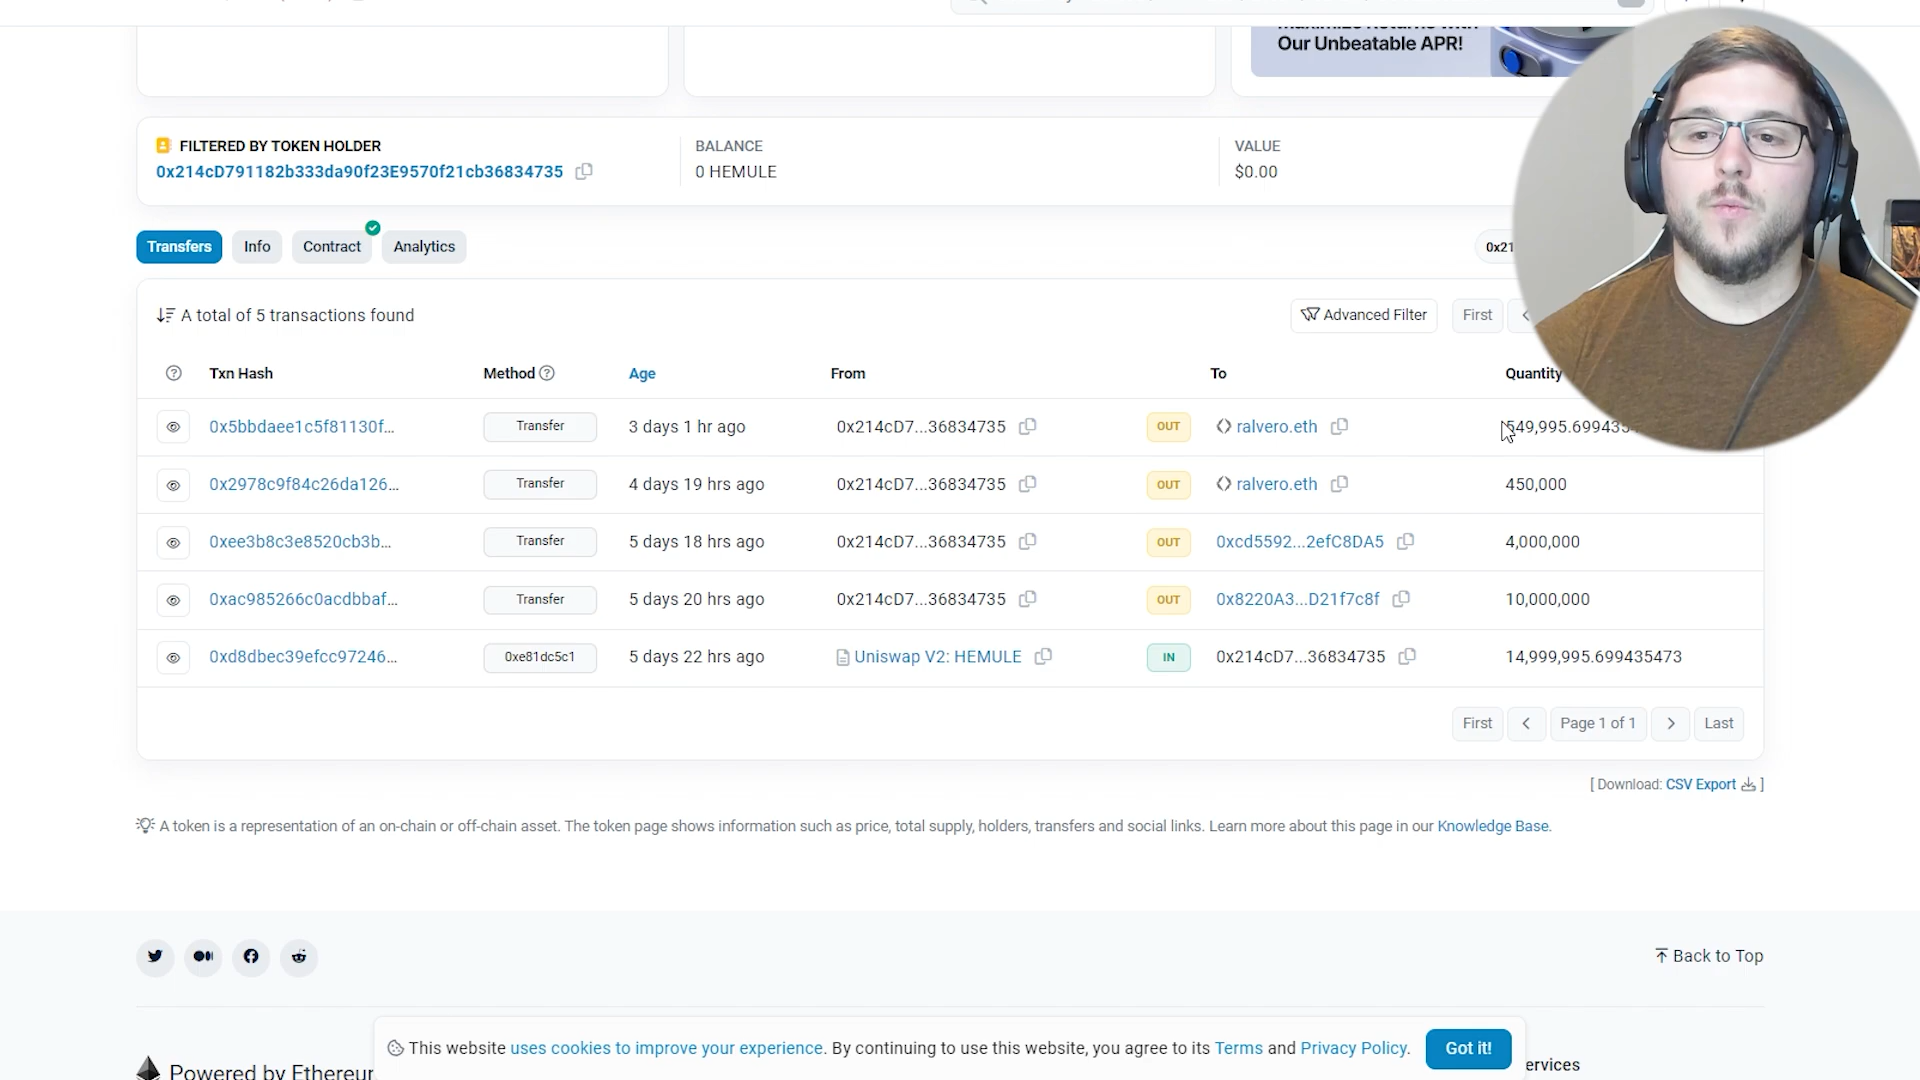 Our Unbeatable APR!
FILTERED BY TOKEN HOLDER
0x214cD791182b333da90f23E9570f21cb36834735
BALANCE
0 HEMULE
VALUE
$0.00
Transfers Info Contract Analytics
0x21
A total of 5 transactions found
Advanced Filter First <
Txn Hash Method Age From To Quantity
0x5bbdaee1c5f81130f... Transfer 3 days 1 hr ago 0x214cD7...36834735 OUT ralvero.eth 549,995.69943
0x2978c9f84c26da126... Transfer 4 days 19 hrs ago 0x214cD7...36834735 OUT ralvero.eth 450,000
0xee3b8c3e8520cb3b... Transfer 5 days 18 hrs ago 0x214cD7...36834735 OUT 0xcd5592...2efC8DA5 4,000,000
0xac985266c0acdbbaf... Transfer 5 days 20 hrs ago 0x214cD7...36834735 OUT 0x8220A3...D21f7c8f 10,000,000
0xd8dbec39efcc97246... 0xe81dc5c1 5 days 22 hrs ago Uniswap V2: HEMULE IN 0x214cD7...36834735 14,999,995.699435473
First < Page 1 of 1 > Last
[ Download: CSV Export ]
A token is a representation of an on-chain or off-chain asset. The token page shows information such as price, total supply, holders, transfers and social links. Learn more about this page in our Knowledge Base.
Back to Top
This website uses cookies to improve your experience. By continuing to use this website, you agree to its Terms and Privacy Policy. Got it!
Powered by Ethereum
ervices